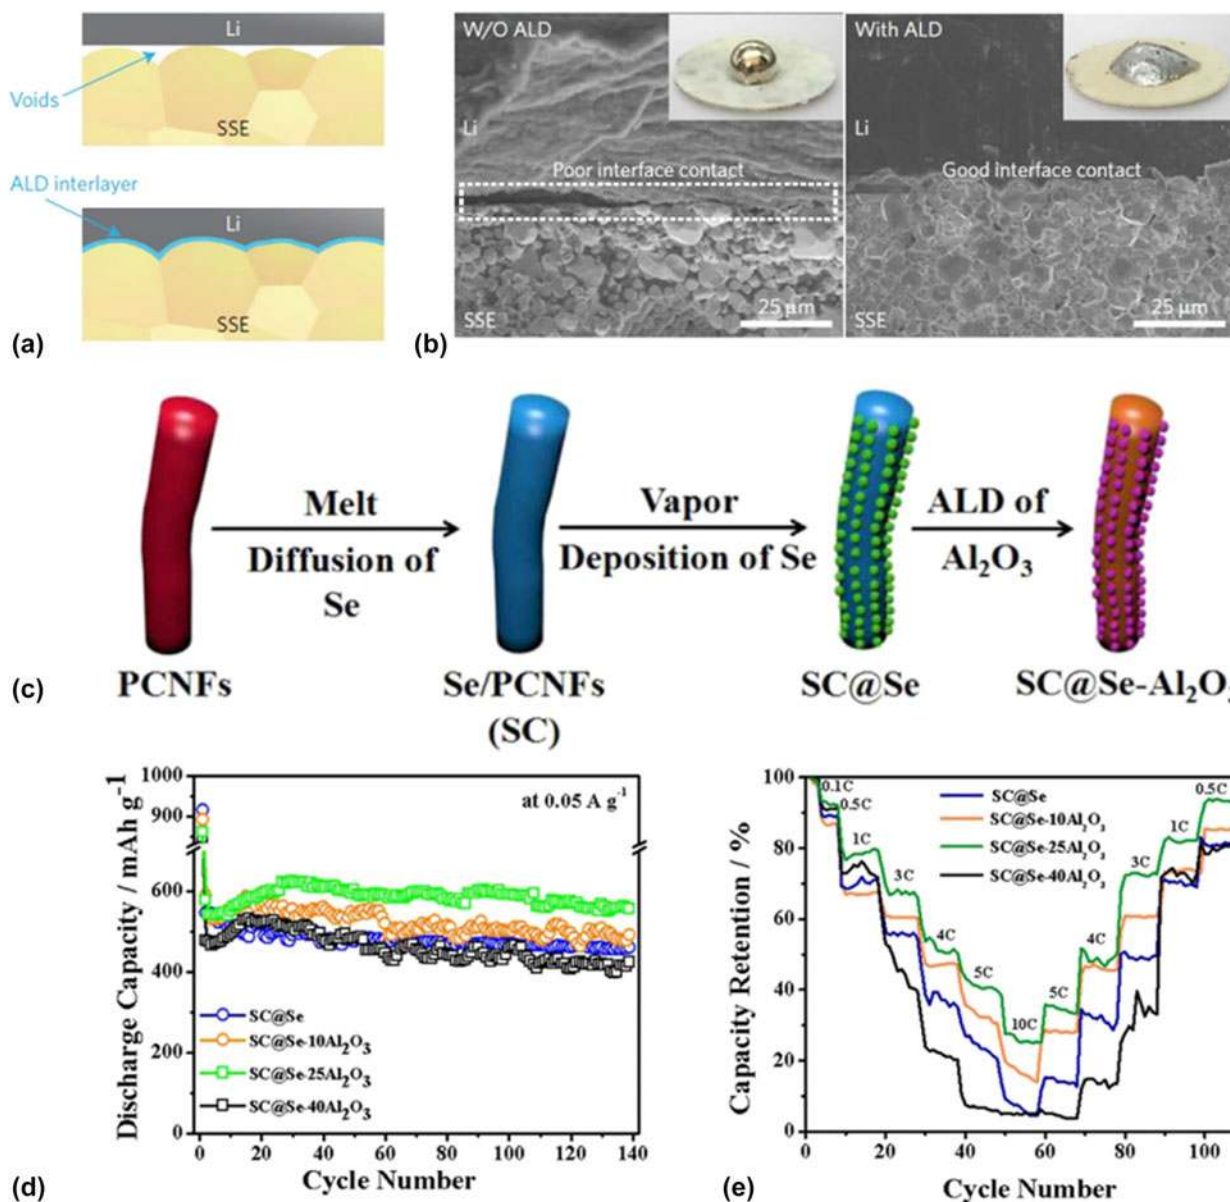 Li
Voids
SSE
ALD interlayer
Li
SSE
(a)
W/O ALD
Li
Poor interface contact
25 μm
SSE
With ALD
Li
Good interface contact
25 μm
SSE
(b)
Melt
Diffusion of
Se
Vapor
Deposition of Se
ALD of
Al₂O₃
PCNFs
Se/PCNFs
(SC)
SC@Se
SC@Se-Al₂O₃
(c)
1000
900
600
400
200
0
Discharge Capacity / mAh g⁻¹
at 0.05 A g⁻¹
SC@Se
SC@Se-10Al₂O₃
SC@Se-25Al₂O₃
SC@Se-40Al₂O₃
0 20 40 60 80 100 120 140
Cycle Number
(d)
100
80
60
40
20
0
Capacity Retention / %
0.1C
0.5C
1C
3C
4C
5C
10C
5C
4C
3C
1C
0.5C
SC@Se
SC@Se-10Al₂O₃
SC@Se-25Al₂O₃
SC@Se-40Al₂O₃
0 20 40 60 80 100
Cycle Number
(e)